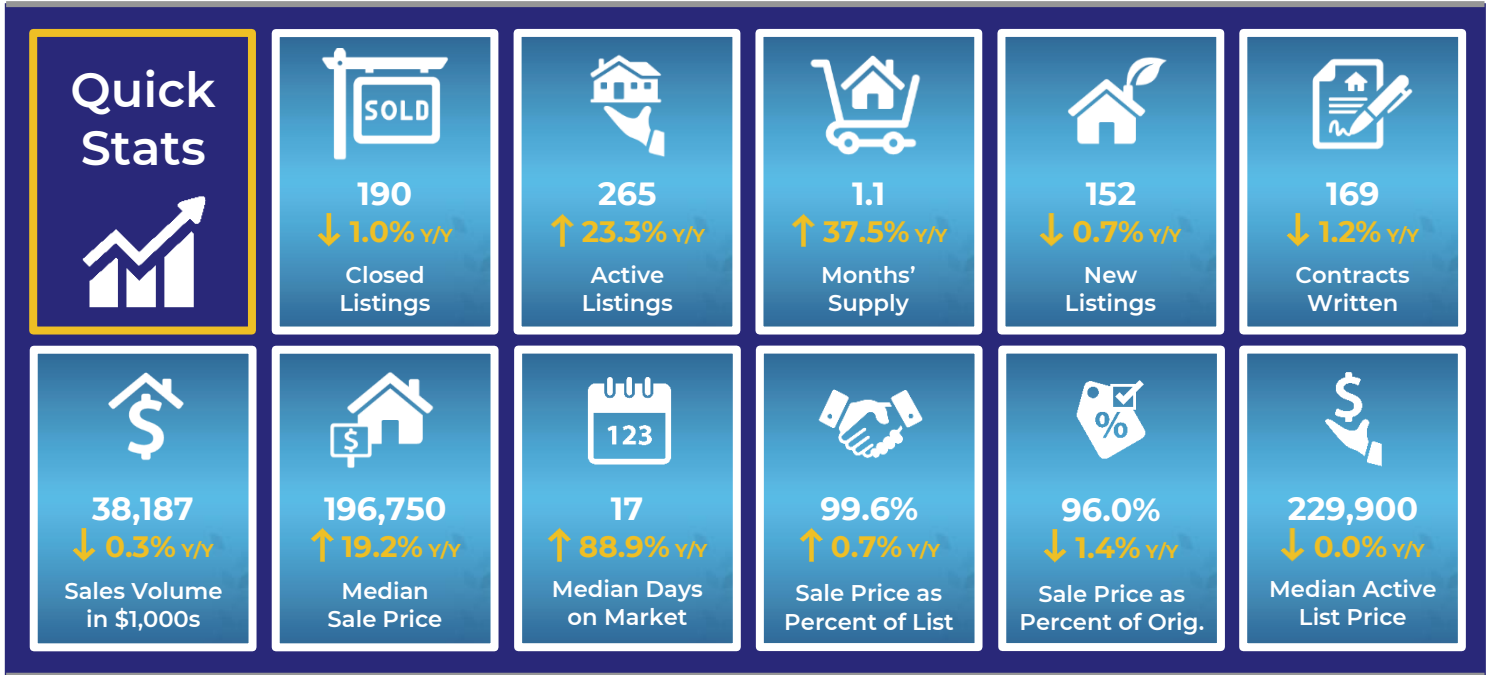 Quick
Stats
SOLD
190
↓ 1.0% Y/Y
Closed
Listings
265
↑ 23.3% Y/Y
Active
Listings
1.1
↑ 37.5% Y/Y
Months’
Supply
152
↓ 0.7% Y/Y
New
Listings
169
↓ 1.2% Y/Y
Contracts
Written
$
38,187
↓ 0.3% Y/Y
Sales Volume
in $1,000s
$
196,750
↑ 19.2% Y/Y
Median
Sale Price
123
17
↑ 88.9% Y/Y
Median Days
on Market
99.6%
↑ 0.7% Y/Y
Sale Price as
Percent of List
%
96.0%
↓ 1.4% Y/Y
Sale Price as
Percent of Orig.
$
229,900
↓ 0.0% Y/Y
Median Active
List Price